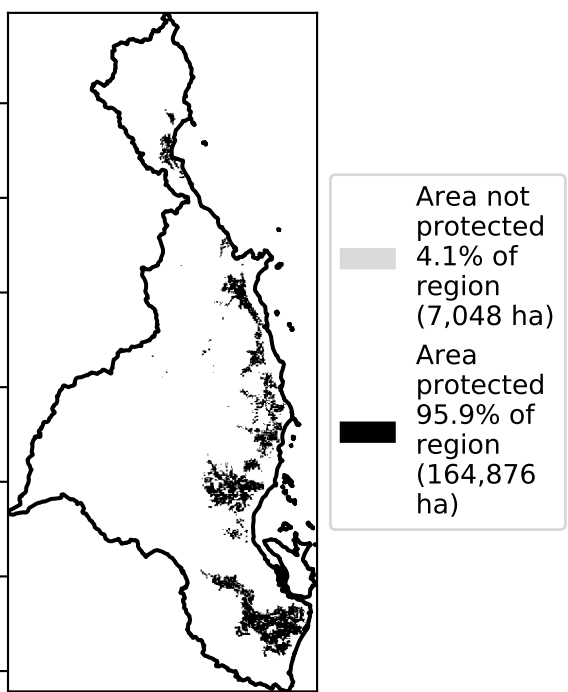 Area not
protected
4.1% of
region
(7,048 ha)
Area
protected
95.9% of
region
(164,876
ha)